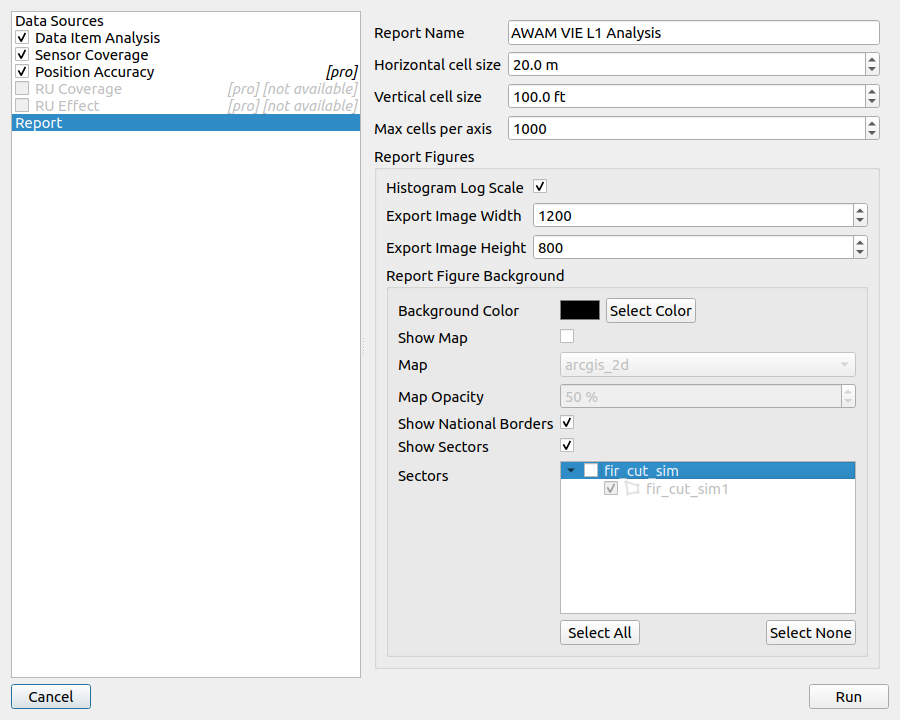 Data Sources
Data Item Analysis
Sensor Coverage
Position Accuracy [pro]
RU Coverage [pro] [not available]
RU Effect [pro] [not available]
Report
Report Name AWAM VIE L1 Analysis
Horizontal cell size 20.0 m
Vertical cell size 100.0 ft
Max cells per axis 1000
Report Figures
Histogram Log Scale
Export Image Width 1200
Export Image Height 800
Report Figure Background
Background Color Select Color
Show Map
Map arcgis_2d
Map Opacity 50 %
Show National Borders
Show Sectors
Sectors fir_cut_sim
fir_cut_sim1
Select All Select None
Cancel Run